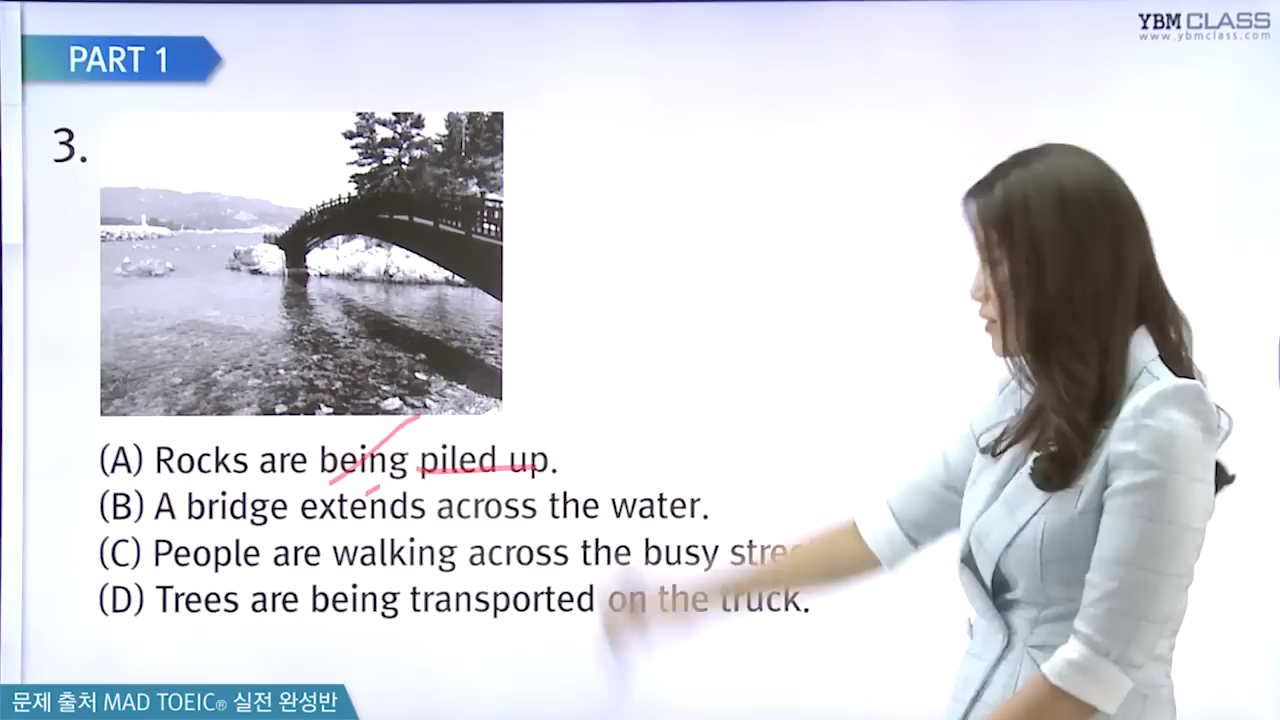 YBM CLASS
www.ybmclass.com
PART 1
3.
(A) Rocks are being piled up.
(B) A bridge extends across the water.
(C) People are walking across the busy
(D) Trees are being transported on the truck.
문제 출처 MAD TOEIC® 실전 완성반